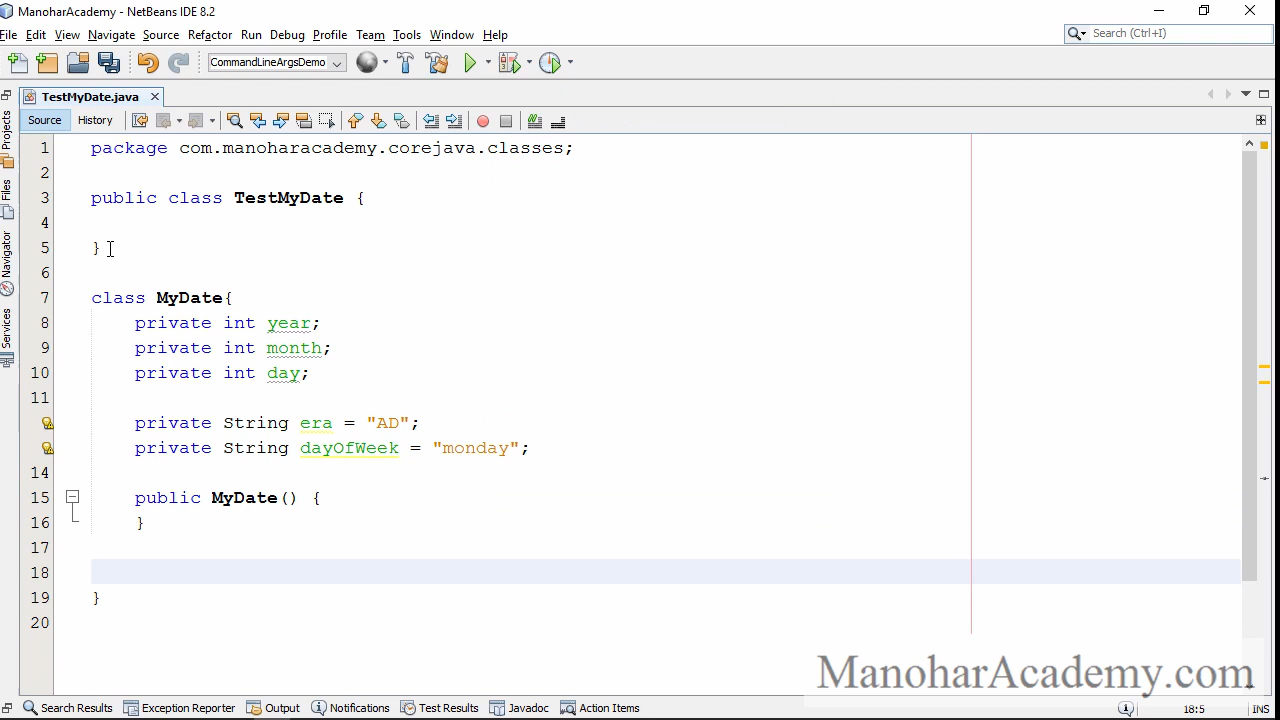 ManoharAcademy - NetBeans IDE 8.2
File Edit View Navigate Source Refactor Run Debug Profile Team Tools Window Help
Search (Ctrl+I)
CommandLineArgsDemo
TestMyDate.java
Source History
Projects
Files
Navigator
Services
1 package com.manoharacademy.corejava.classes;
2
3 public class TestMyDate {
4
5 }
6
7 class MyDate{
8 private int year;
9 private int month;
10 private int day;
11
private String era = "AD";
private String dayOfWeek = "monday";
14
15 public MyDate() {
16 }
17
18
19 }
20
ManoharAcademy.com
Search Results Exception Reporter Output Notifications Test Results Javadoc Action Items
18:5 INS